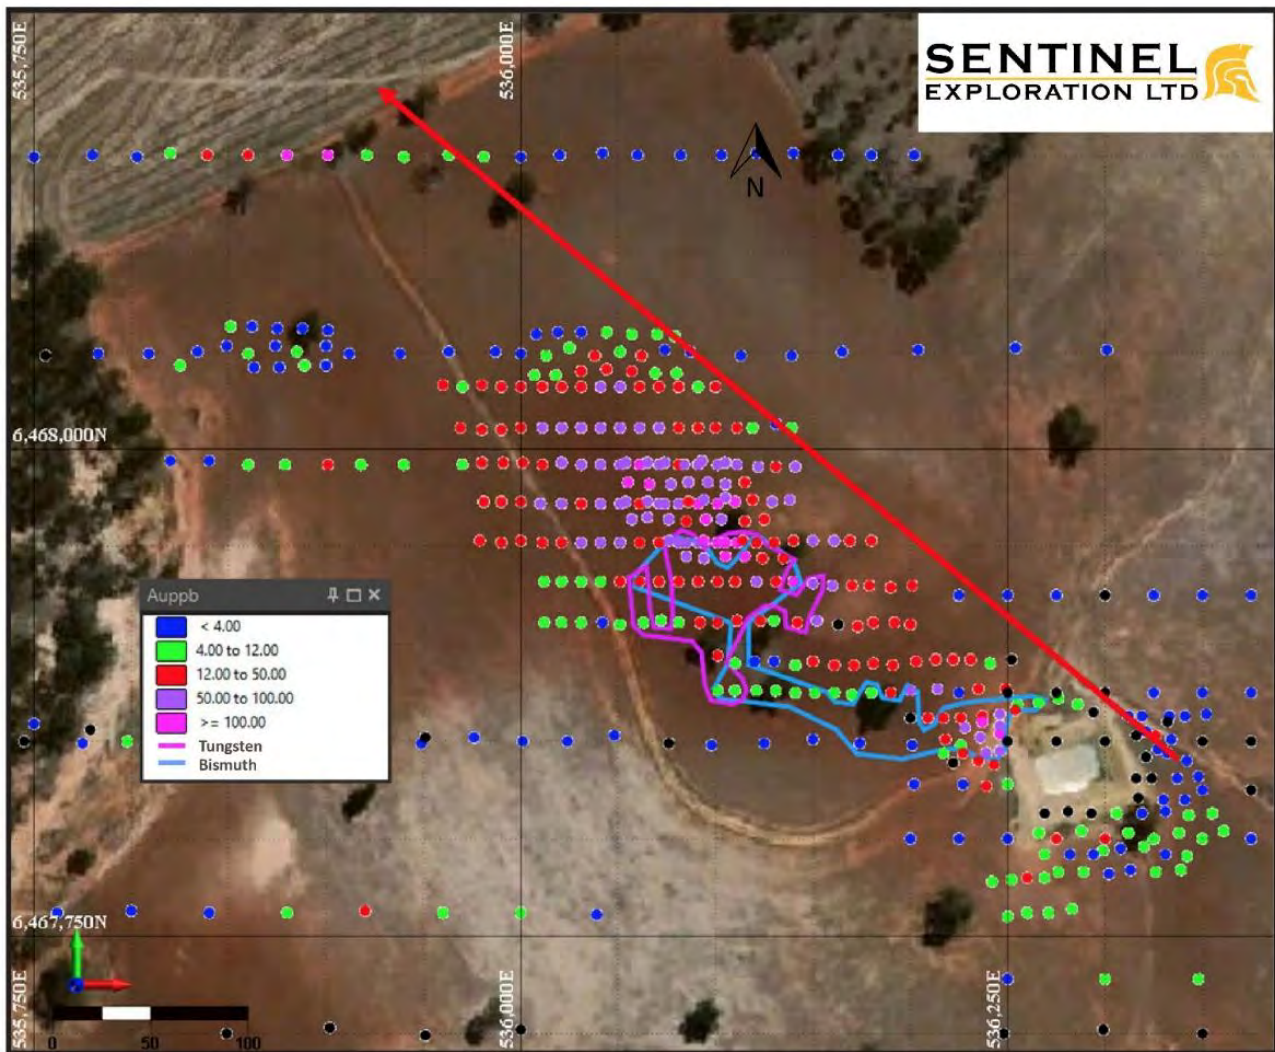 535,750E
536,000E
SENTINEL
EXPLORATION LTD
N
6,468,000N
Auppb
< 4.00
4.00 to 12.00
12.00 to 50.00
50.00 to 100.00
>= 100.00
Tungsten
Bismuth
6,467,750N
535,750E
536,000E
536,250E
0 50 100